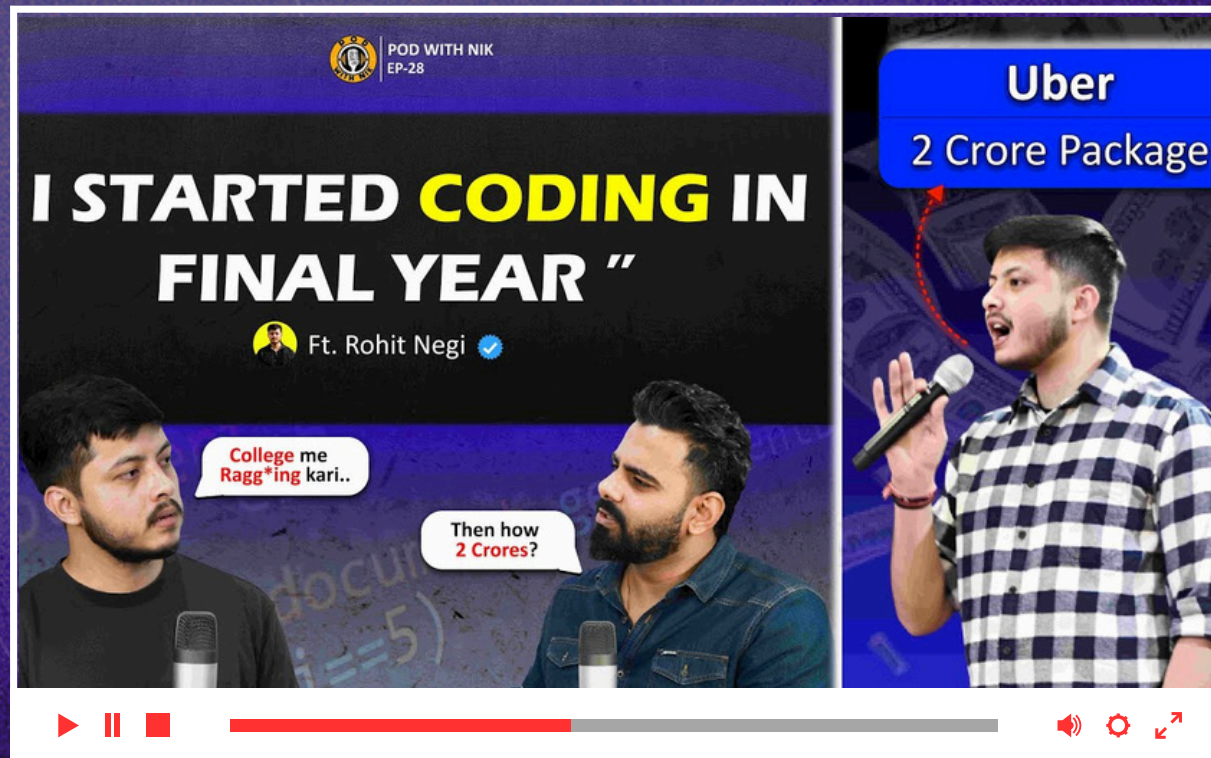 POD WITH NIK
EP-28
I STARTED CODING IN
FINAL YEAR ”
Ft. Rohit Negi
College me
Ragg*ing kari..
Then how
2 Crores?
Uber
2 Crore Package
i==5)